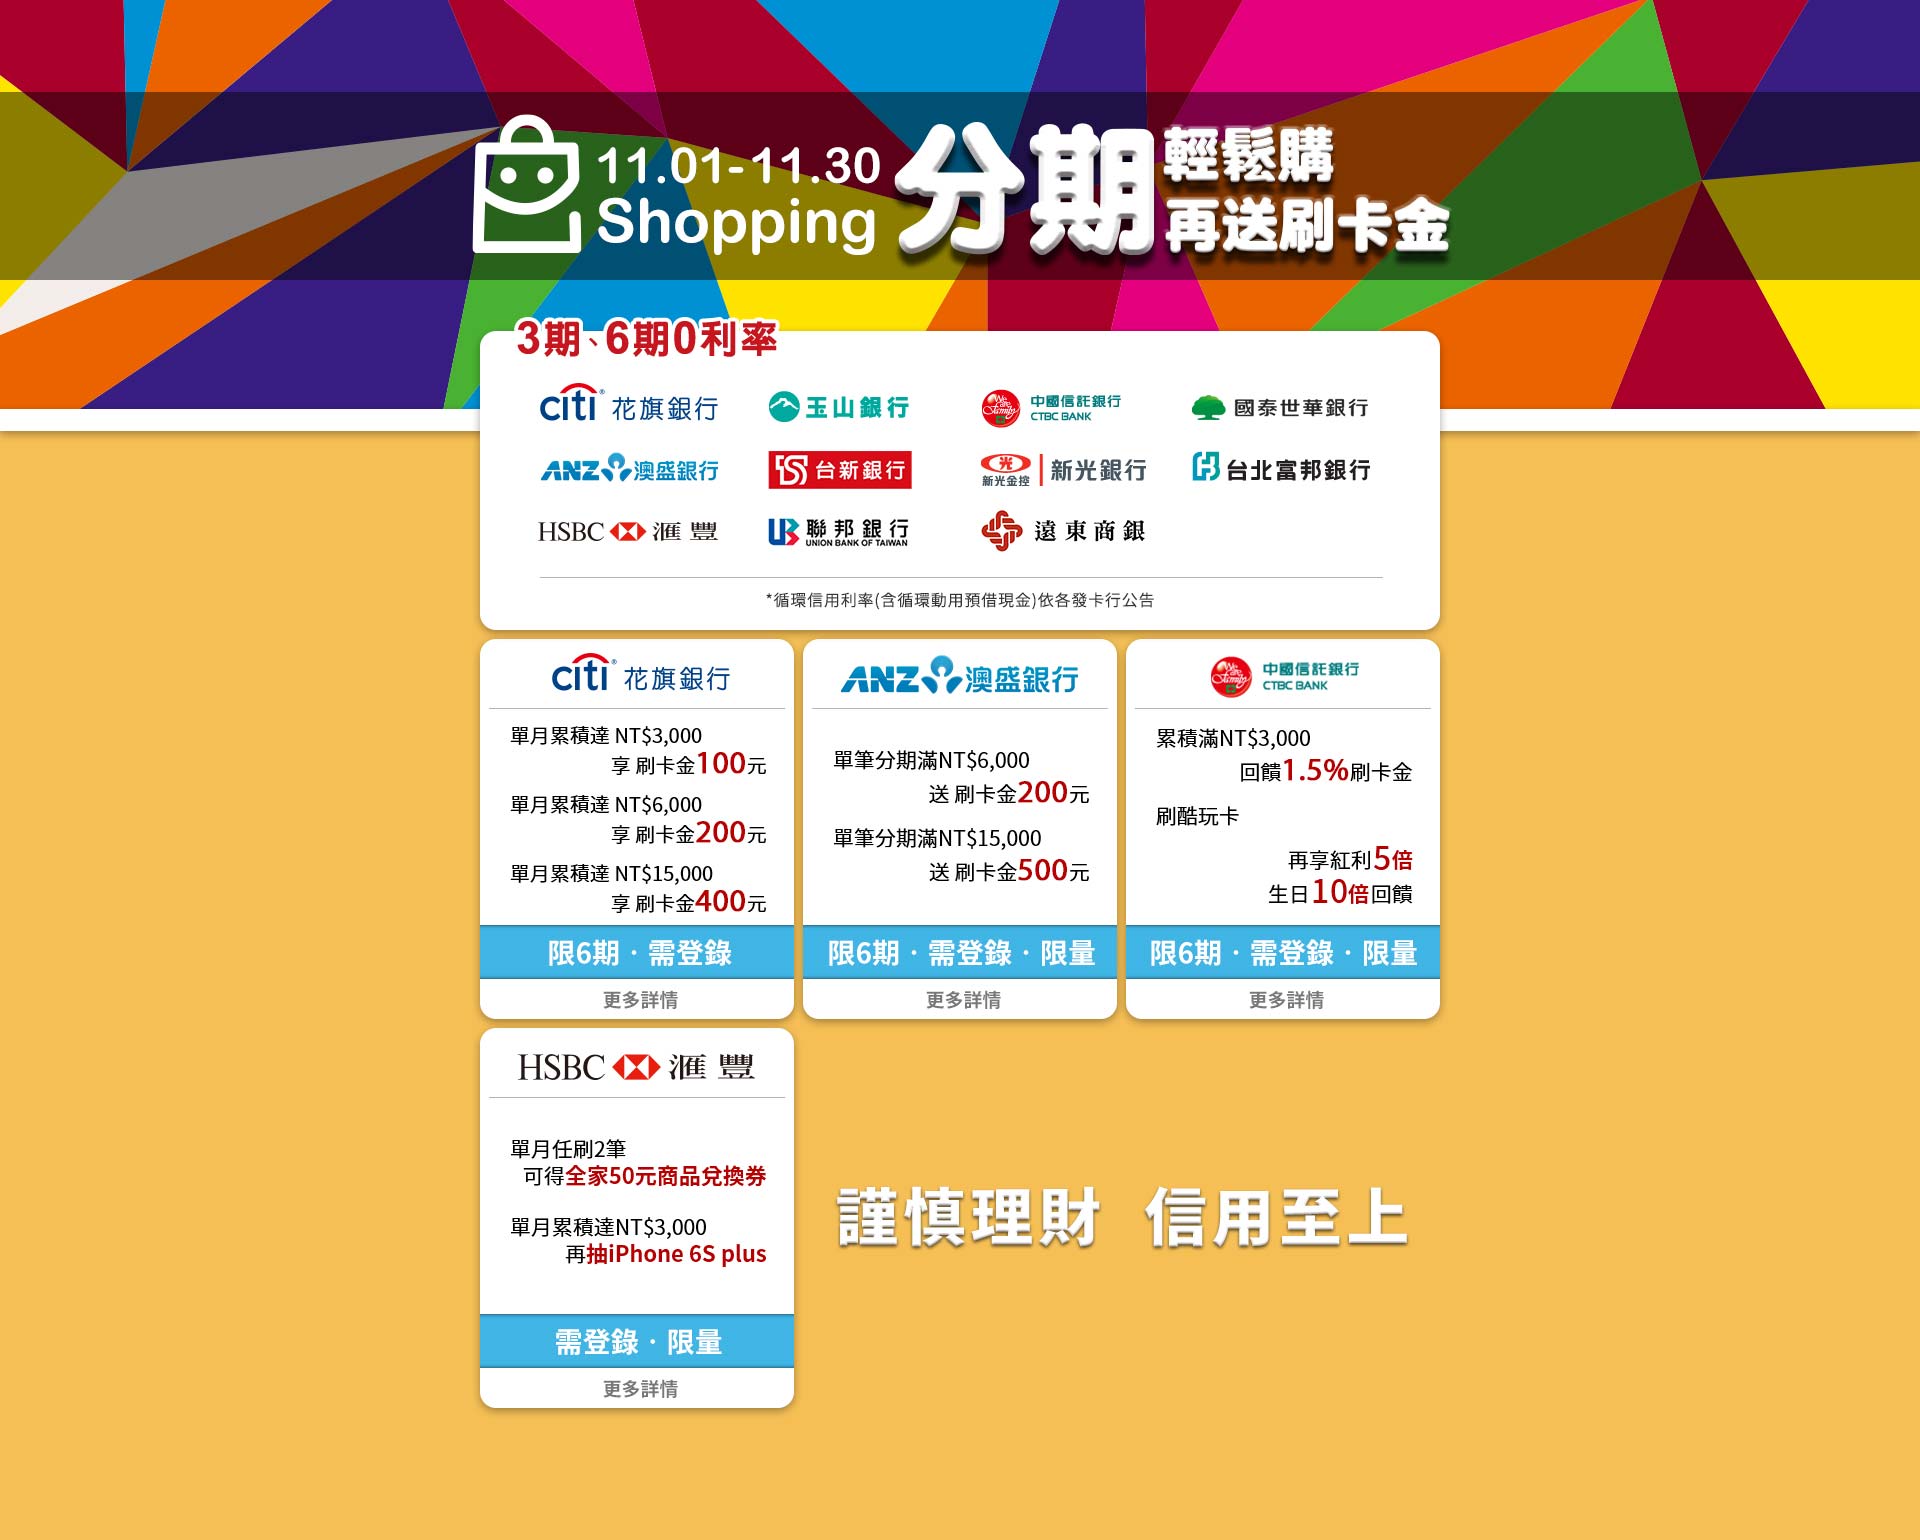 11.01-11.30
Shopping
分期
輕鬆購
再送刷卡金
3期、6期0利率
citi 花旗銀行
玉山銀行
We are Family
中國信託銀行
CTBC BANK
國泰世華銀行
ANZ 澳盛銀行
台新銀行
光
新光金控
新光銀行
台北富邦銀行
HSBC 滙豐
聯邦銀行
UNION BANK OF TAIWAN
遠東商銀
*循環信用利率(含循環動用預借現金)依各發卡行公告
citi 花旗銀行
單月累積達 NT$3,000
享 刷卡金100元
單月累積達 NT$6,000
享 刷卡金200元
單月累積達 NT$15,000
享 刷卡金400元
限6期・需登錄
更多詳情
ANZ 澳盛銀行
單筆分期滿NT$6,000
送 刷卡金200元
單筆分期滿NT$15,000
送 刷卡金500元
限6期・需登錄・限量
更多詳情
We are Family
中國信託銀行
CTBC BANK
累積滿NT$3,000
回饋1.5%刷卡金
刷酷玩卡
再享紅利5倍
生日10倍回饋
限6期・需登錄・限量
更多詳情
HSBC 滙豐
單月任刷2筆
可得全家50元商品兌換券
單月累積達NT$3,000
再抽iPhone 6S plus
需登錄・限量
更多詳情
謹慎理財 信用至上